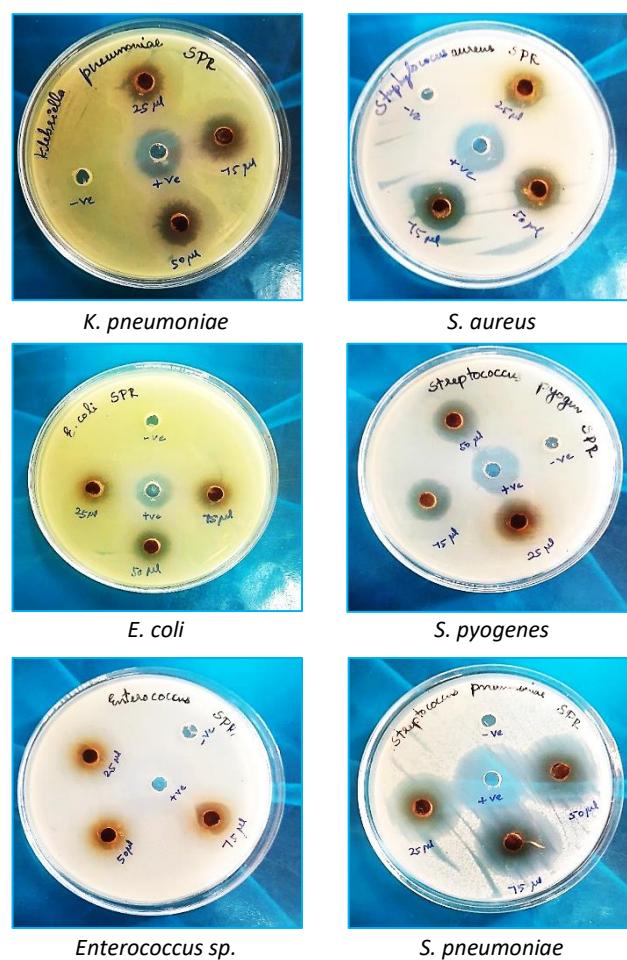 Klebsiella pneumoniae SPR
25 µl
75 µl
+ve
-ve
50 µl
K. pneumoniae
Staphylococcus aureus SPR
-ve
25 µl
+ve
50 µl
75 µl
S. aureus
E. coli SPR
-ve
25 µl
+ve
75 µl
50 µl
E. coli
Streptococcus pyogen SPR
50 µl
-ve
+ve
75 µl
25 µl
S. pyogenes
Enterococcus SPR
-ve
25 µl
+ve
50 µl
75 µl
Enterococcus sp.
Streptococcus pneumoniae SPR
-ve
+ve
50 µl
25 µl
75 µl
S. pneumoniae